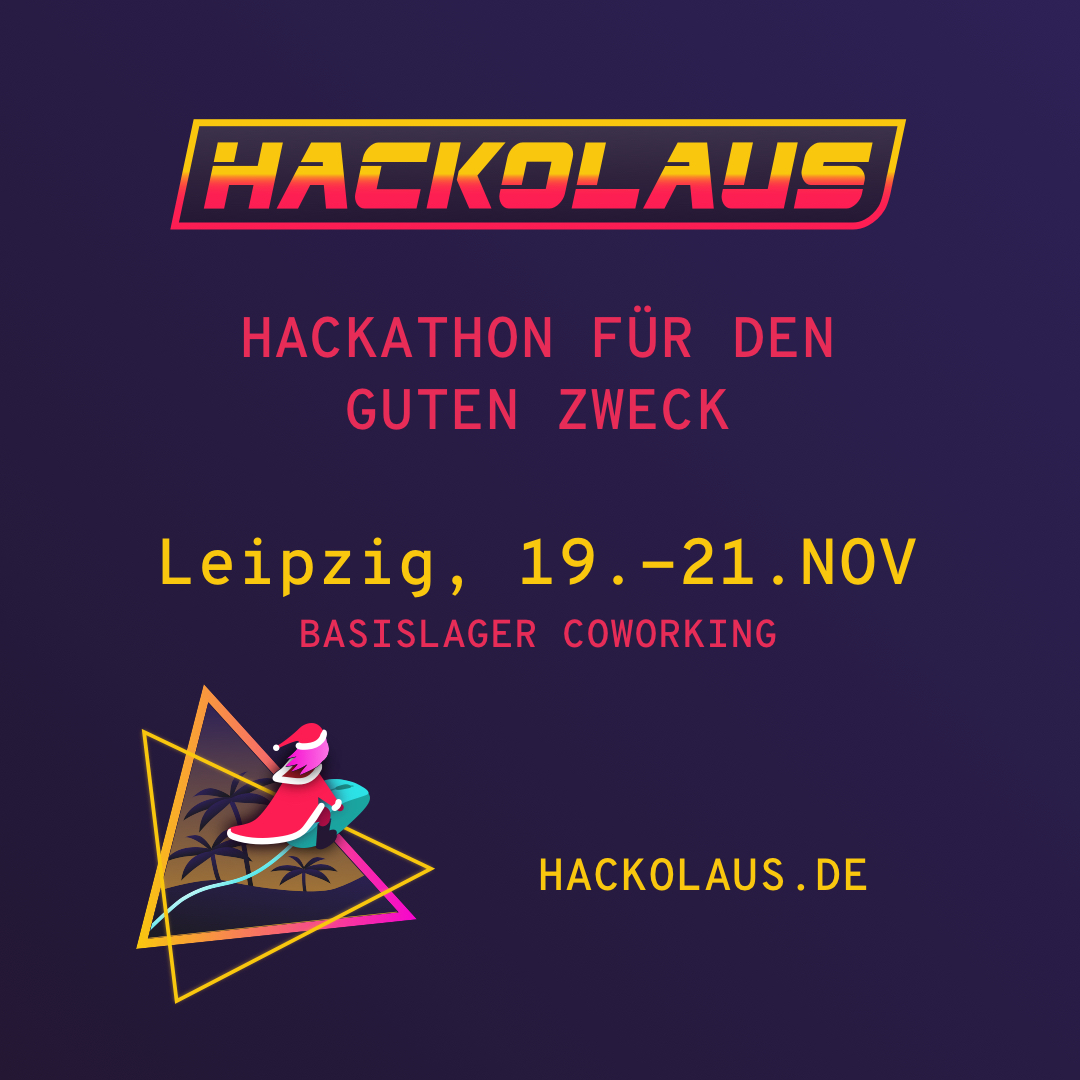 HACKOLAUS
HACKATHON FÜR DEN
GUTEN ZWECK
Leipzig, 19.–21.NOV
BASISLAGER COWORKING
HACKOLAUS.DE